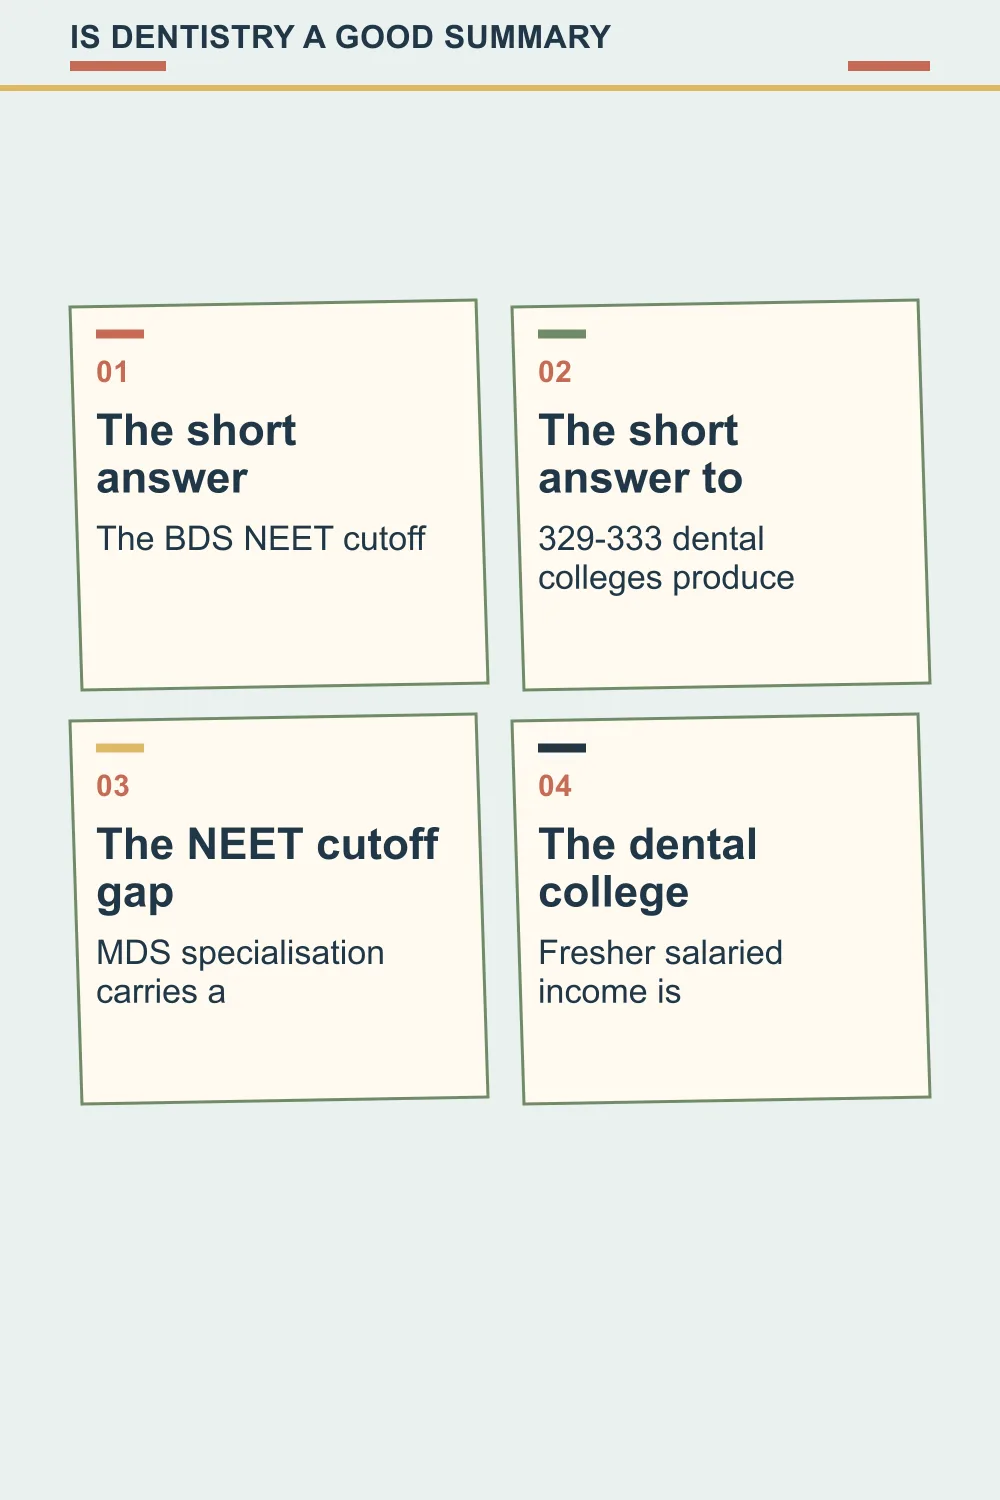 IS DENTISTRY A GOOD SUMMARY
01
The short
answer
The BDS NEET cutoff
02
The short
answer to
329-333 dental
colleges produce
03
The NEET cutoff
gap
MDS specialisation
carries a
04
The dental
college
Fresher salaried
income is